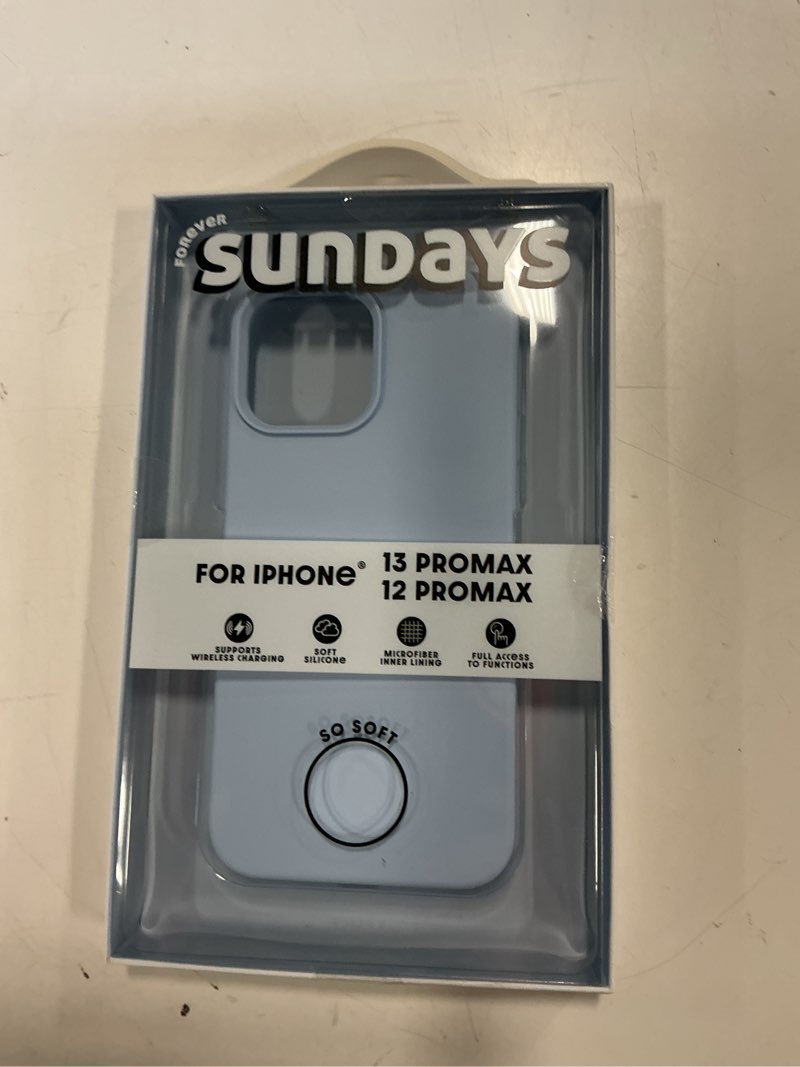 FOREVER
SUNDAYS
FOR IPHONE®
13 PROMAX
12 PROMAX
SUPPORTS
WIRELESS CHARGING
SOFT
SILICONE
MICROFIBER
INNER LINING
FULL ACCESS
TO FUNCTIONS
SO SOFT